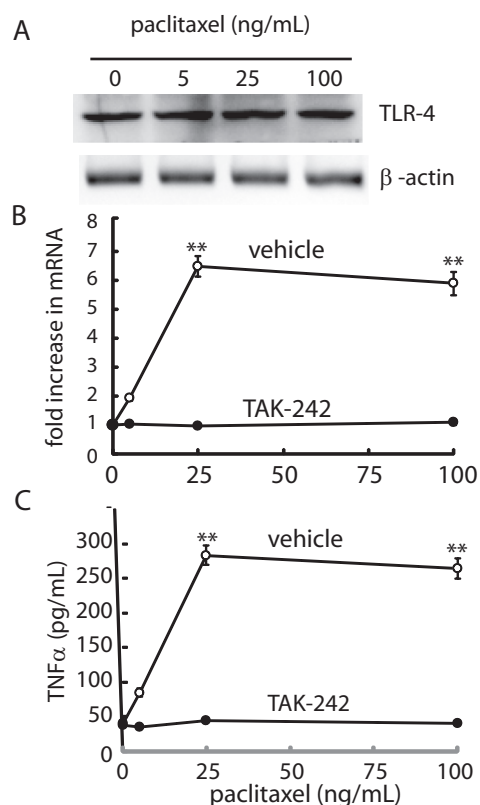 A
paclitaxel (ng/mL)
0 5 25 100
TLR-4
β -actin
B
fold increase in mRNA
8
7
6
5
4
3
2
1
0
**
vehicle
**
TAK-242
0 25 50 75 100
C
TNFα (pg/mL)
300
250
200
150
100
50
0
**
vehicle
**
TAK-242
0 25 50 75 100
paclitaxel (ng/mL)